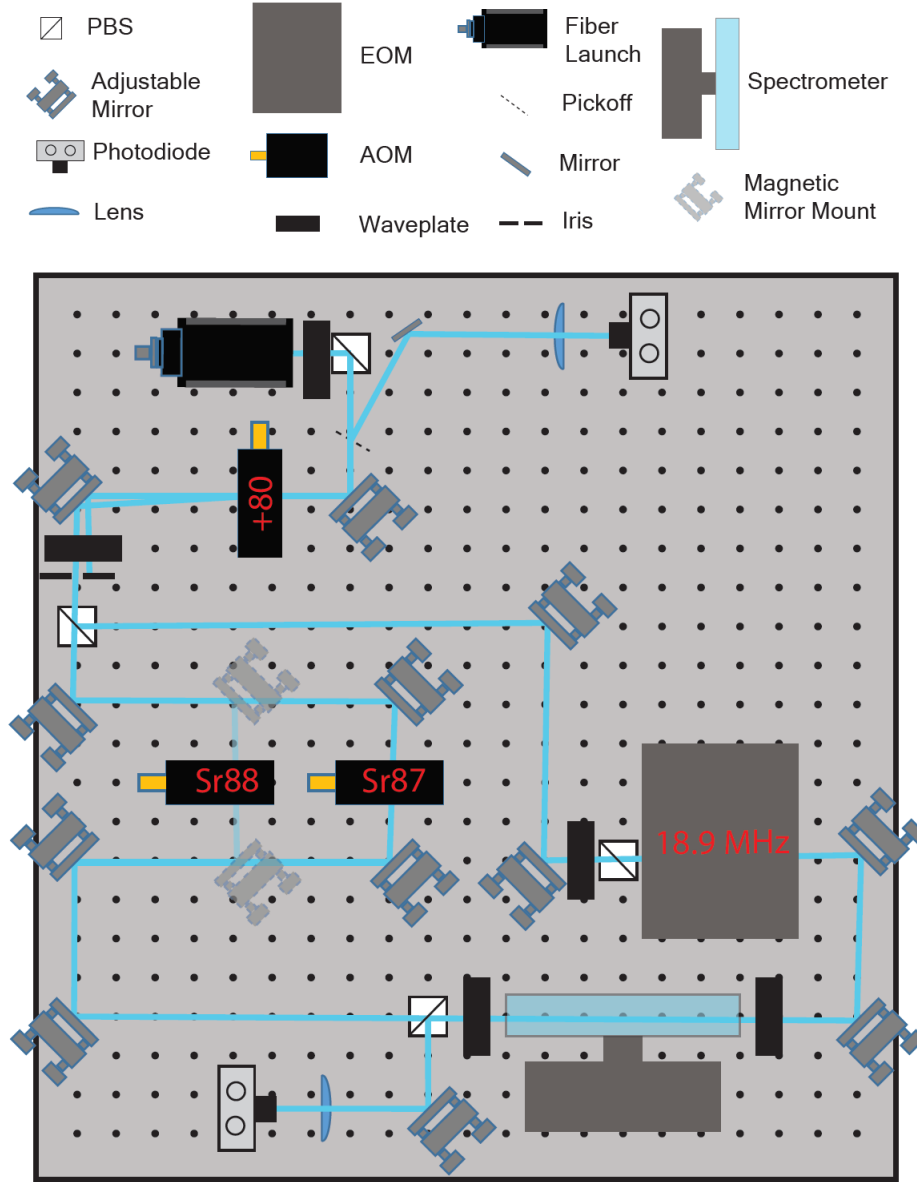 PBS
Adjustable
Mirror
Photodiode
Lens
EOM
AOM
Waveplate
Fiber
Launch
Pickoff
Mirror
Iris
Spectrometer
Magnetic
Mirror Mount
+80
Sr88
Sr87
18.9 MHz